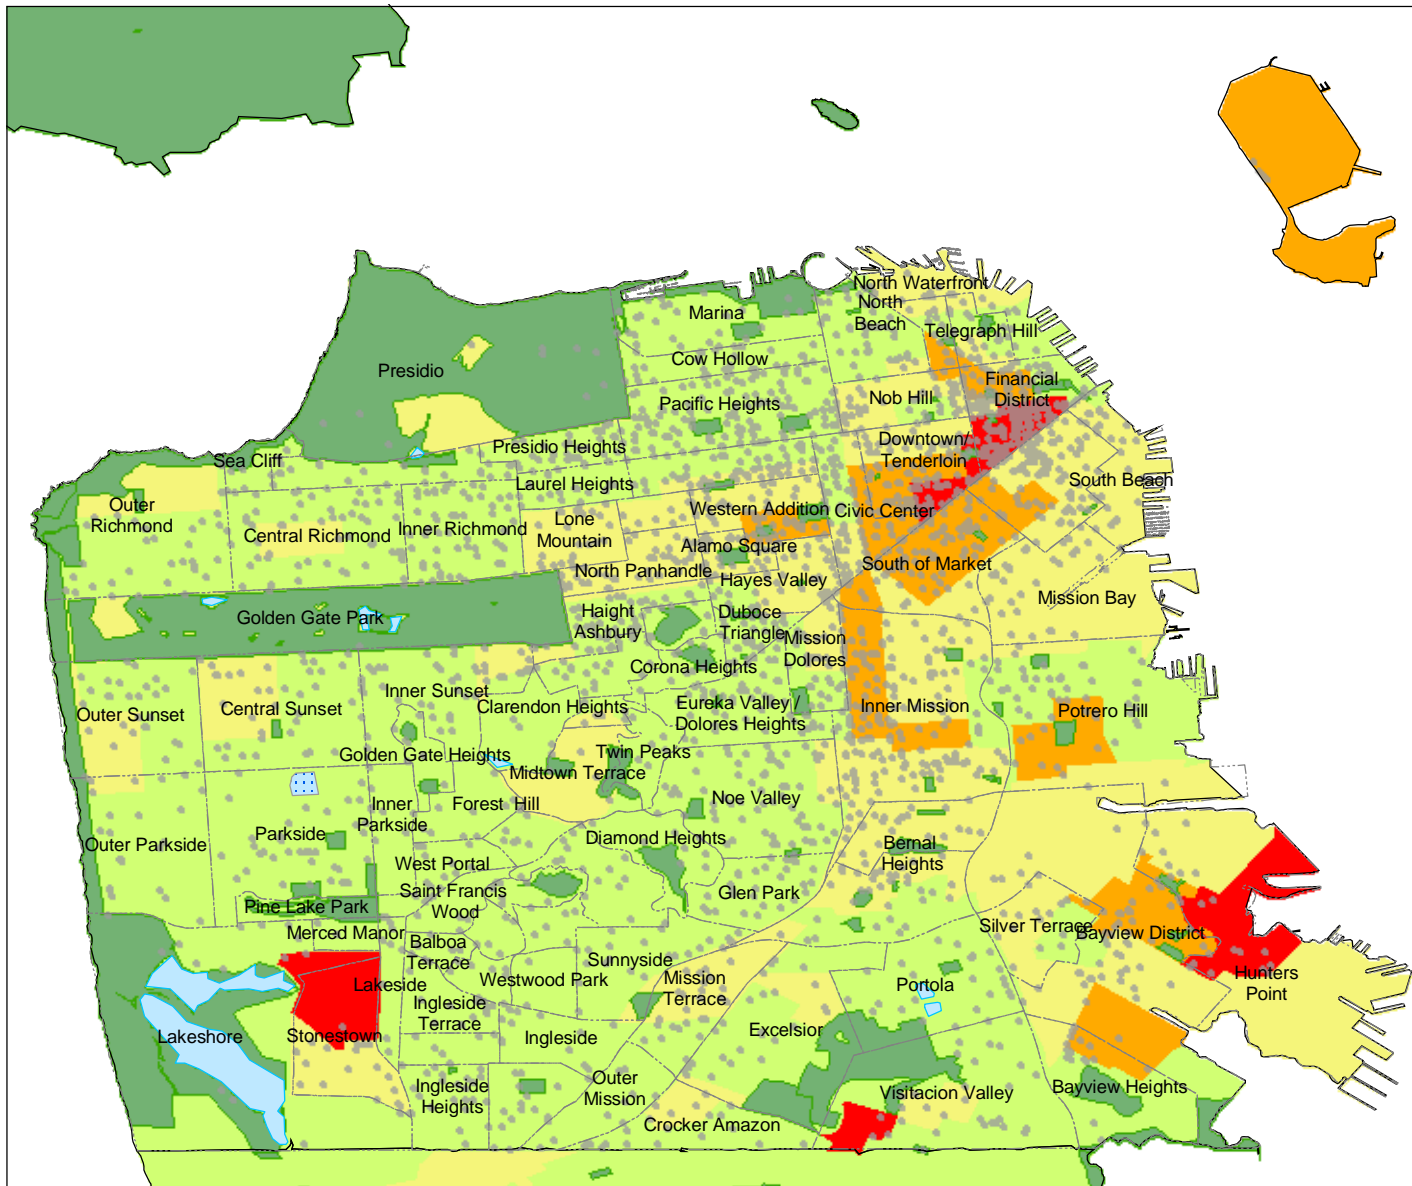 North Waterfront
North
Beach
Marina
Telegraph Hill
Cow Hollow
Presidio
Financial
District
Nob Hill
Pacific Heights
Downtown/
Tenderloin
Presidio Heights
Sea Cliff
Laurel Heights
South Beach
Outer
Richmond
Central Richmond
Inner Richmond
Lone
Mountain
Western Addition
Civic Center
Alamo Square
North Panhandle
Hayes Valley
South of Market
Mission Bay
Golden Gate Park
Haight
Ashbury
Duboce
Triangle
Mission
Dolores
Corona Heights
Inner Sunset
Clarendon Heights
Eureka Valley /
Dolores Heights
Inner Mission
Potrero Hill
Outer Sunset
Central Sunset
Golden Gate Heights
Twin Peaks
Midtown Terrace
Noe Valley
Inner
Parkside
Forest Hill
Parkside
Outer Parkside
Diamond Heights
Bernal
Heights
West Portal
Saint Francis
Wood
Glen Park
Pine Lake Park
Merced Manor
Silver Terrace
Bayview District
Balboa
Terrace
Sunnyside
Westwood Park
Mission
Terrace
Lakeside
Portola
Hunters
Point
Ingleside
Terrace
Lakeshore
Stonestown
Ingleside
Excelsior
Ingleside
Heights
Outer
Mission
Visitacion Valley
Bayview Heights
Crocker Amazon